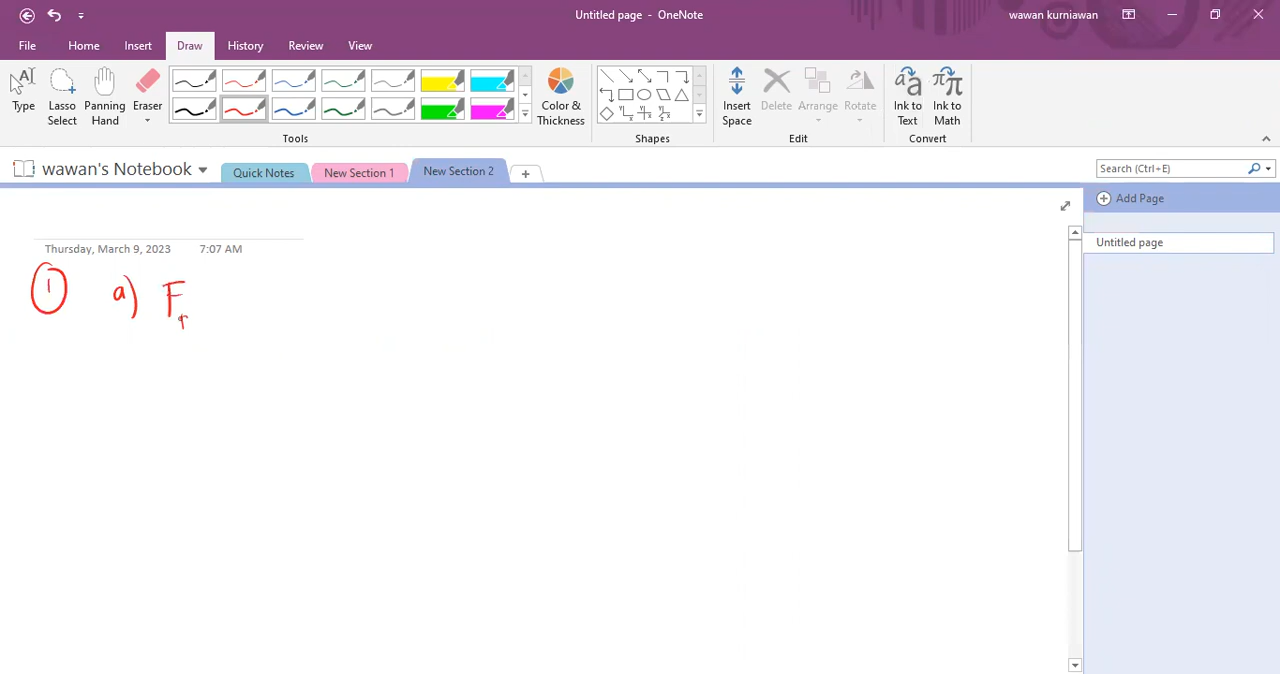 Untitled page - OneNote
wawan kurniawan
File Home Insert Draw History Review View
Type
Lasso Select
Panning Hand
Eraser
Color & Thickness
Insert Space
Delete
Arrange
Rotate
Ink to Text
Ink to Math
Tools
Shapes
Edit
Convert
wawan's Notebook
Quick Notes
New Section 1
New Section 2
Search (Ctrl+E)
Add Page
Untitled page
Thursday, March 9, 2023 7:07 AM
1 a) F